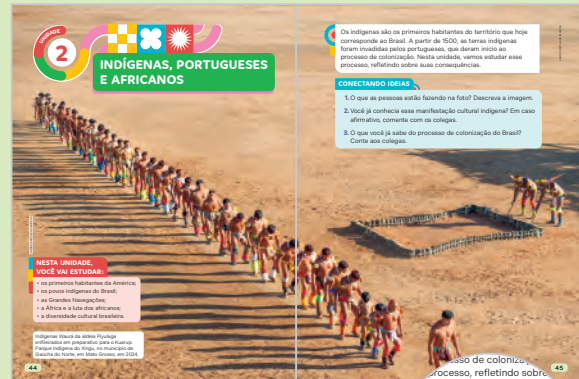 UNIDADE
2
INDÍGENAS, PORTUGUESES
E AFRICANOS
NESTA UNIDADE,
VOCÊ VAI ESTUDAR:
• os primeiros habitantes da América;
• os povos indígenas do Brasil;
• as Grandes Navegações;
• a África e a luta dos africanos;
• a diversidade cultural brasileira.
Indígenas Waurá da aldeia Piyulaga
enfileirados em preparativo para o Kuarup.
Parque Indígena do Xingu, no município de
Gaúcha do Norte, em Mato Grosso, em 2024.
44
Os indígenas são os primeiros habitantes do território que hoje
corresponde ao Brasil. A partir de 1500, as terras indígenas
foram invadidas pelos portugueses, que deram início ao
processo de colonização. Nesta unidade, vamos estudar esse
processo, refletindo sobre suas consequências.
CONECTANDO IDEIAS
1. O que as pessoas estão fazendo na foto? Descreva a imagem.
2. Você já conhecia essa manifestação cultural indígena? Em caso
afirmativo, comente com os colegas.
3. O que você já sabe do processo de colonização do Brasil?
Conte aos colegas.
sso de coloniza
processo, refletindo sobre
45